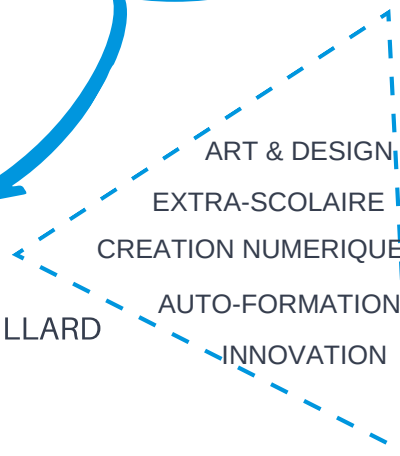 ART & DESIGN
EXTRA-SCOLAIRE
CREATION NUMERIQUE
AUTO-FORMATION
LLARD
INNOVATION